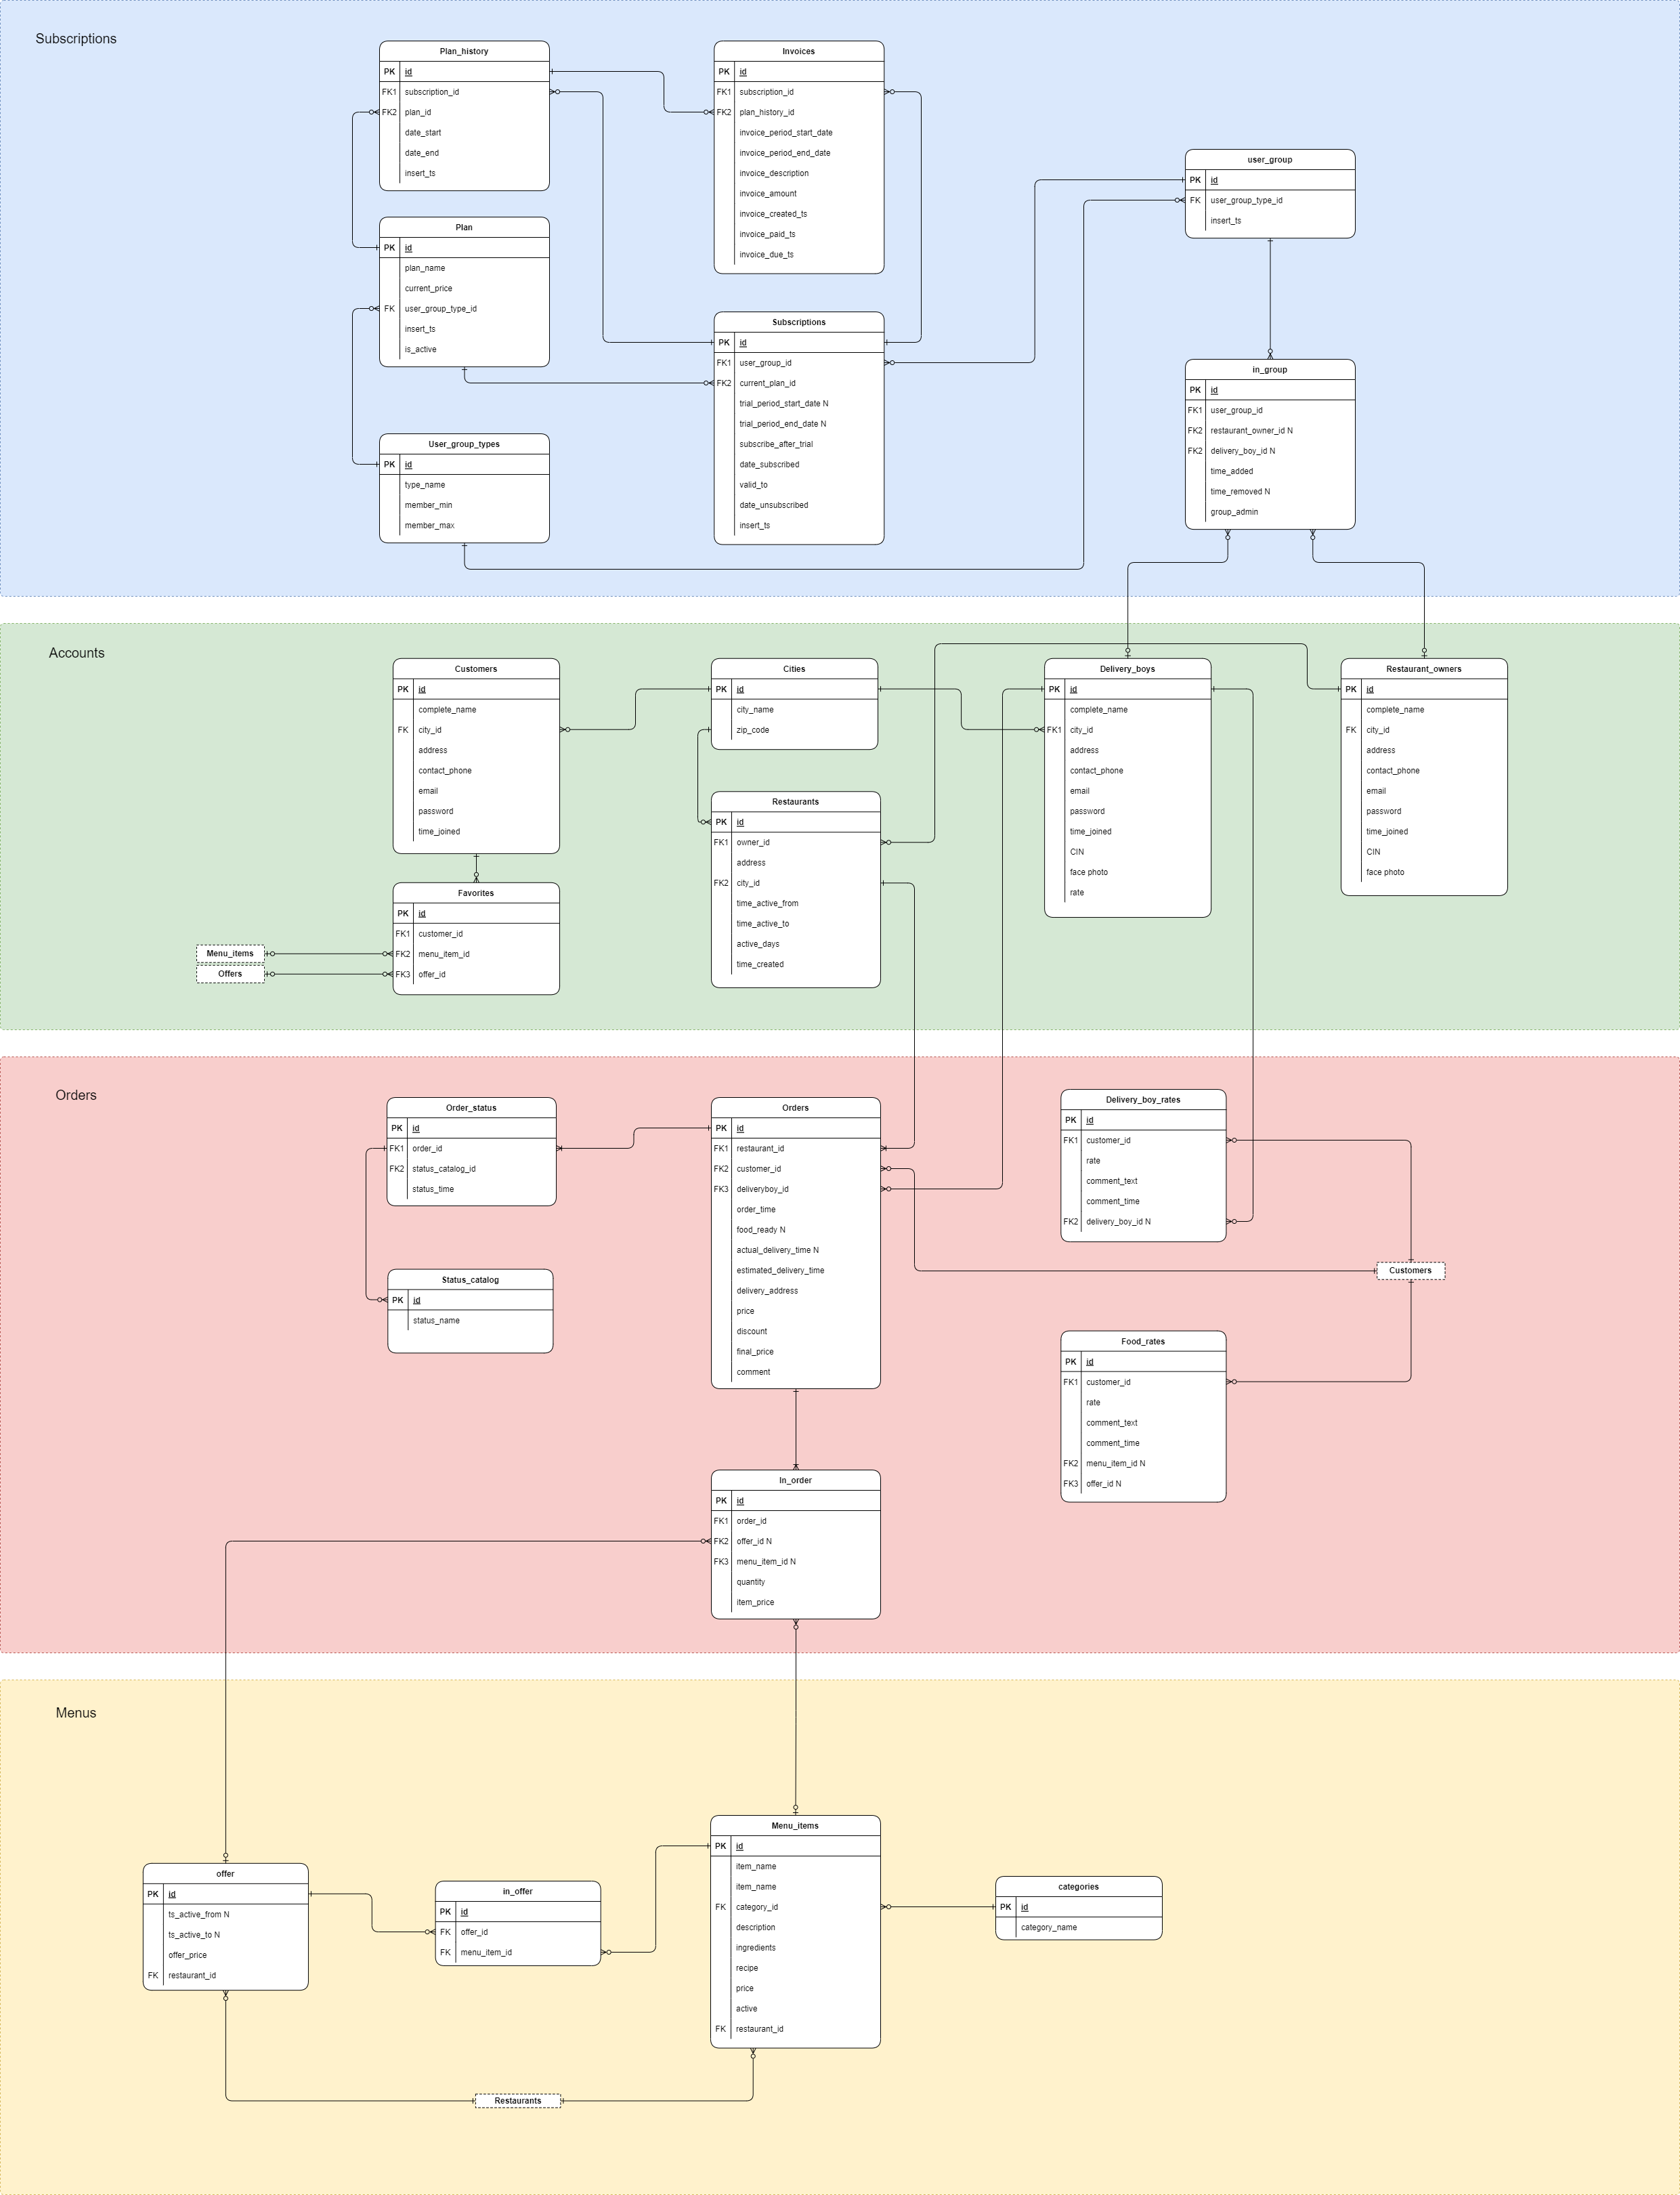 Subscriptions
Plan_history
PK id
FK1 subscription_id
FK2 plan_id
date_start
date_end
insert_ts
Invoices
PK id
FK1 subscription_id
FK2 plan_history_id
invoice_period_start_date
invoice_period_end_date
invoice_description
invoice_amount
invoice_created_ts
invoice_paid_ts
invoice_due_ts
user_group
PK id
FK user_group_type_id
insert_ts
Plan
PK id
plan_name
current_price
FK user_group_type_id
insert_ts
is_active
Subscriptions
PK id
FK1 user_group_id
FK2 current_plan_id
trial_period_start_date N
trial_period_end_date N
subscribe_after_trial
date_subscribed
valid_to
date_unsubscribed
insert_ts
in_group
PK id
FK1 user_group_id
FK2 restaurant_owner_id N
FK2 delivery_boy_id N
time_added
time_removed N
group_admin
User_group_types
PK id
type_name
member_min
member_max
Accounts
Customers
PK id
complete_name
FK city_id
address
contact_phone
email
password
time_joined
Cities
PK id
city_name
zip_code
Delivery_boys
PK id
complete_name
FK1 city_id
address
contact_phone
email
password
time_joined
CIN
face photo
rate
Restaurant_owners
PK id
complete_name
FK city_id
address
contact_phone
email
password
time_joined
CIN
face photo
Restaurants
PK id
FK1 owner_id
address
FK2 city_id
time_active_from
time_active_to
active_days
time_created
Favorites
PK id
FK1 customer_id
FK2 menu_item_id
FK3 offer_id
Menu_items
Offers
Orders
Order_status
PK id
FK1 order_id
FK2 status_catalog_id
status_time
Orders
PK id
FK1 restaurant_id
FK2 customer_id
FK3 deliveryboy_id
order_time
food_ready N
actual_delivery_time N
estimated_delivery_time
delivery_address
price
discount
final_price
comment
Delivery_boy_rates
PK id
FK1 customer_id
rate
comment_text
comment_time
FK2 delivery_boy_id N
Customers
Status_catalog
PK id
status_name
Food_rates
PK id
FK1 customer_id
rate
comment_text
comment_time
FK2 menu_item_id N
FK3 offer_id N
In_order
PK id
FK1 order_id
FK2 offer_id N
FK3 menu_item_id N
quantity
item_price
Menus
offer
PK id
ts_active_from N
ts_active_to N
offer_price
FK restaurant_id
in_offer
PK id
FK offer_id
FK menu_item_id
Menu_items
PK id
item_name
item_name
FK category_id
description
ingredients
recipe
price
active
FK restaurant_id
categories
PK id
category_name
Restaurants